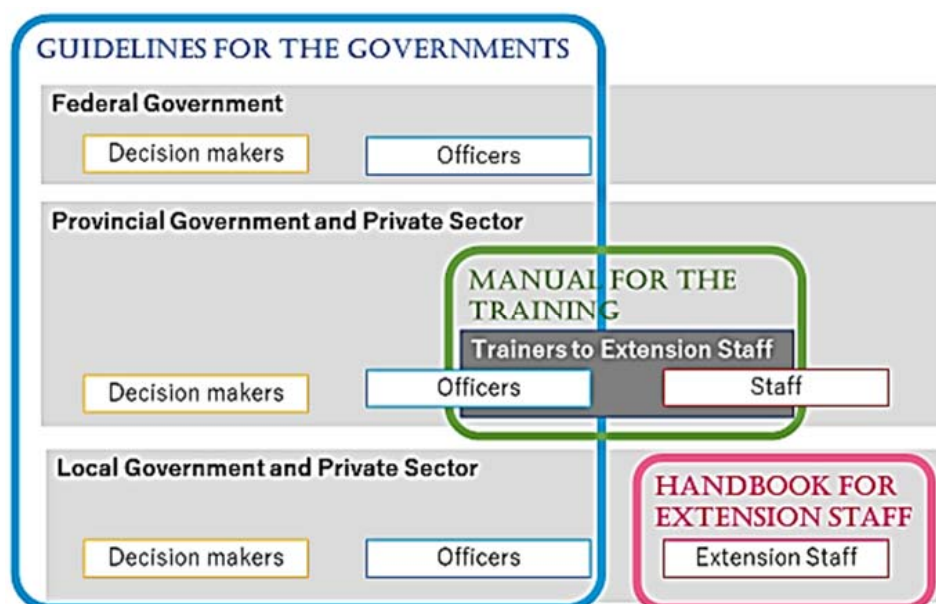 GUIDELINES FOR THE GOVERNMENTS
Federal Government
Decision makers
Officers
Provincial Government and Private Sector
MANUAL FOR THE
TRAINING
Trainers to Extension Staff
Decision makers
Officers
Staff
Local Government and Private Sector
HANDBOOK FOR
EXTENSION STAFF
Decision makers
Officers
Extension Staff